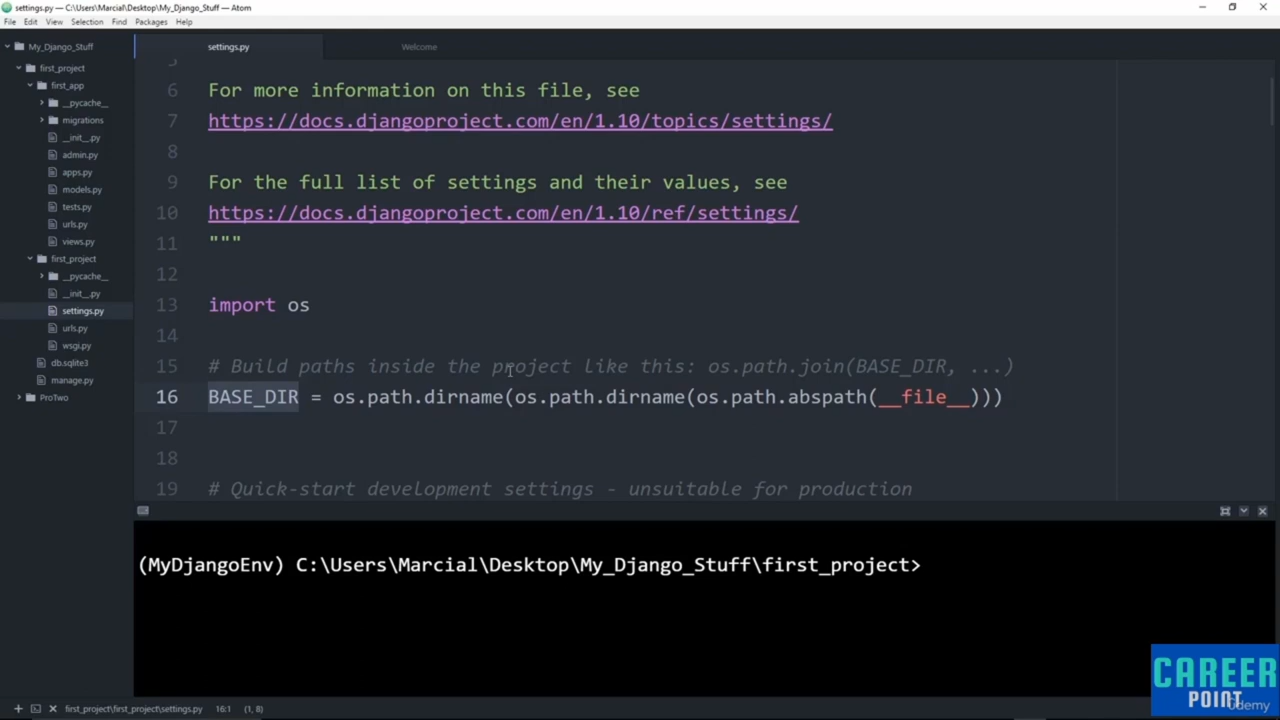 settings.py — C:\Users\Marcial\Desktop\My_Django_Stuff — Atom
File Edit View Selection Find Packages Help
My_Django_Stuff
first_project
first_app
__pycache__
migrations
__init__.py
admin.py
apps.py
models.py
tests.py
urls.py
views.py
first_project
__pycache__
__init__.py
settings.py
urls.py
wsgi.py
db.sqlite3
manage.py
ProTwo
settings.py Welcome
5
6 For more information on this file, see
7 https://docs.djangoproject.com/en/1.10/topics/settings/
8
9 For the full list of settings and their values, see
10 https://docs.djangoproject.com/en/1.10/ref/settings/
11 """
12
13 import os
14
15 # Build paths inside the project like this: os.path.join(BASE_DIR, ...)
16 BASE_DIR = os.path.dirname(os.path.dirname(os.path.abspath(__file__)))
17
18
19 # Quick-start development settings - unsuitable for production
(MyDjangoEnv) C:\Users\Marcial\Desktop\My_Django_Stuff\first_project>
first_project\first_project\settings.py 16:1 (1, 8)
CAREER
POINT
Udemy